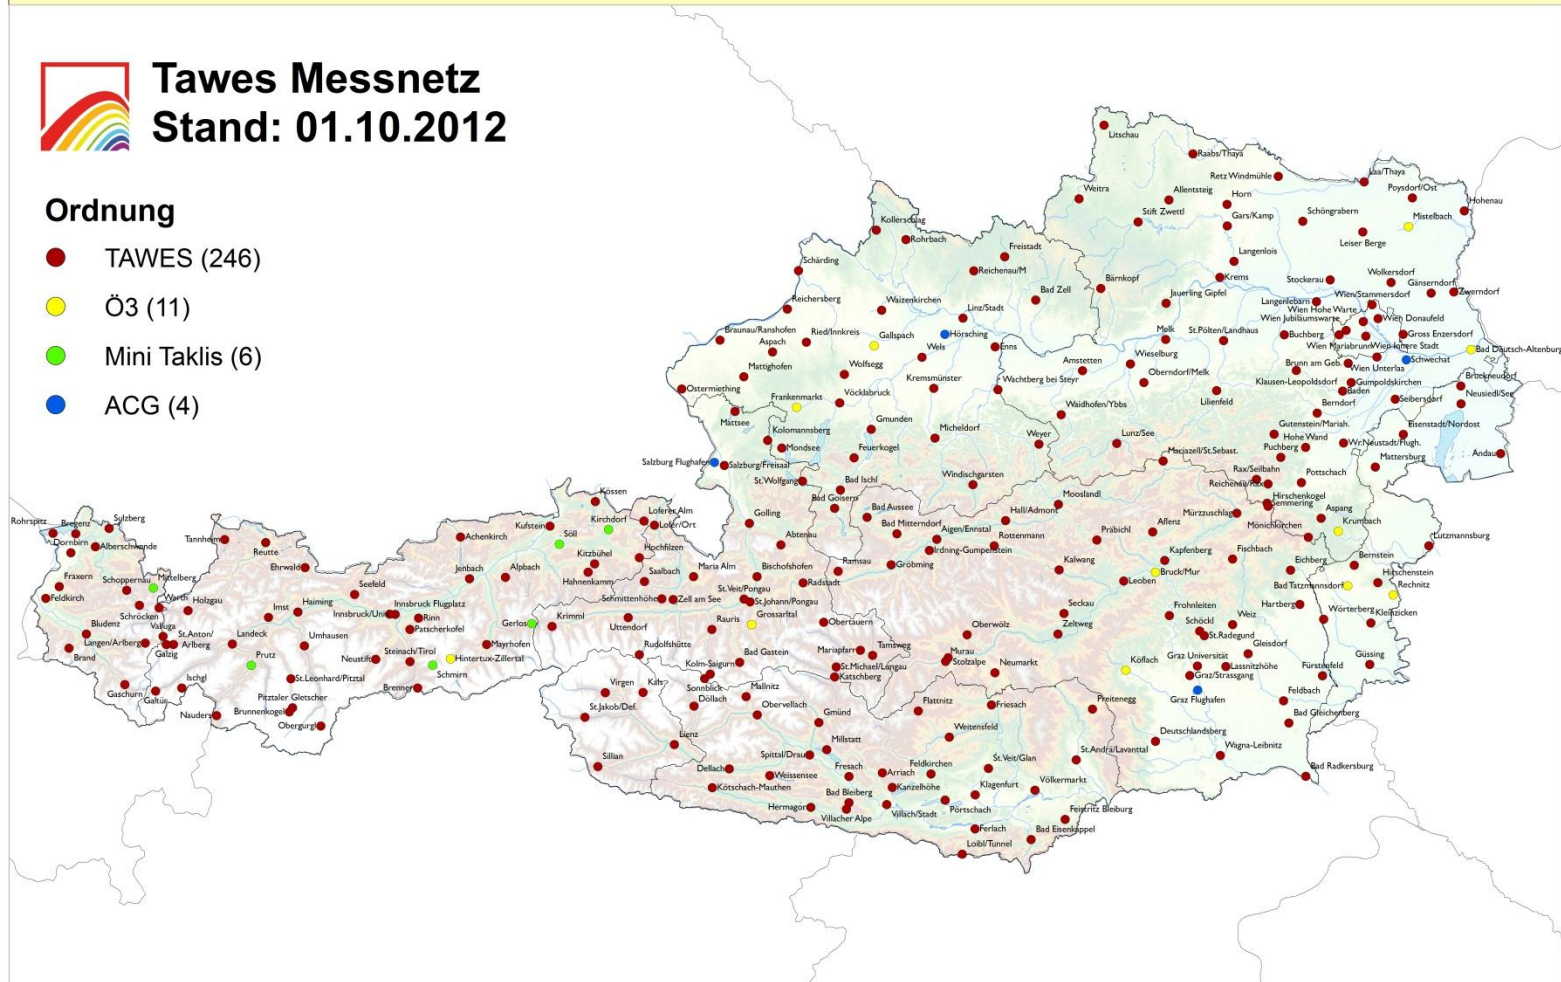 Tawes Messnetz
Stand: 01.10.2012
Ordnung
TAWES (246)
Ö3 (11)
Mini Taklis (6)
ACG (4)
Litschau
Raabs/Thaya
Retz Windmühle
Laa/Thaya
Poysdorf/Ost
Hohenau
Weitra
Allentsteig
Horn
Stift Zwettl
Gars/Kamp
Schöngrabern
Mistelbach
Leiser Berge
Kollerschlag
Rohrbach
Freistadt
Reichenau/M
Langenlois
Schärding
Bärnkopf
Krems
Stockerau
Wolkersdorf
Gänserndorf
Zwerndorf
Bad Zell
Jauerling Gipfel
Langenlebarn
Wien/Stammersdorf
Reichersberg
Waizenkirchen
Linz/Stadt
Wien Hohe Warte
Wien Donaufeld
Wien Jubiläumswarte
Braunau/Ranshofen
Ried/Innkreis
Gallspach
Hörsching
Melk
St.Pölten/Landhaus
Buchberg
Gross Enzersdorf
Aspach
Wels
Enns
Wien Mariabrunn
Wien-Innere Stadt
Bad Deutsch-Altenburg
Schwechat
Mattighofen
Wolfsegg
Amstetten
Wieselburg
Brunn am Geb.
Wien Unterlaa
Ostermiething
Kremsmünster
Wachtberg bei Steyr
Oberndorf/Melk
Klausen-Leopoldsdorf
Gumpoldskirchen
Bruckneudorf
Frankenmarkt
Vöcklabruck
Lilienfeld
Baden
Seibersdorf
Neusiedl/See
Mattsee
Waidhofen/Ybbs
Berndorf
Gmunden
Gutenstein/Mariah.
Eisenstadt/Nordost
Kolomannsberg
Micheldorf
Weyer
Lunz/See
Hohe Wand
Wr.Neustadt/Flugh.
Mondsee
Feuerkogel
Mariazell/St.Sebast.
Puchberg
Mattersburg
Andau
Salzburg Flughafen
Salzburg/Freisaal
Rax/Seilbahn
Pottschach
St.Wolfgang
Bad Ischl
Windischgarsten
Reichenau/Rax
Bad Goisern
Mooslandl
Hirschenkogel
Semmering
Aspang
Kössen
Bad Aussee
Hall/Admont
Mürzzuschlag
Mönichkirchen
Krumbach
Rohrspitz
Bregenz
Sulzberg
Kufstein
Kirchdorf
Loferer Alm
Lofer/Ort
Golling
Bad Mitterndorf
Aigen/Ennstal
Präbichl
Aflenz
Lutzmannsburg
Dornbirn
Alberschwande
Tannheim
Reutte
Achenkirch
Söll
Hochfilzen
Abtenau
Irdning-Gumpenstein
Rottenmann
Kalwang
Kapfenberg
Fischbach
Eichberg
Bernstein
Ehrwald
Kitzbühel
Gröbming
Bruck/Mur
Hirtschenstein
Fraxern
Schoppernau
Mittelberg
Jenbach
Alpbach
Hahnenkamm
Saalbach
Maria Alm
Bischofshofen
Ramsau
Leoben
Bad Tatzmannsdorf
Rechnitz
Feldkirch
Warth
Holzgau
Seefeld
Schmittenhöhe
Zell am See
St.Veit/Pongau
St.Johann/Pongau
Radstadt
Seckau
Frohnleiten
Hartberg
Wörterberg
Kleinzicken
Schröcken
Imst
Haiming
Innsbruck/Univ
Innsbruck Flugplatz
Rinn
Gerlos
Krimml
Uttendorf
Rauris
Grossarltal
Obertauern
Oberwölz
Zeltweg
Schöckl
St.Radegund
Weiz
Bludenz
Valluga
St.Anton/
Arlberg
Landeck
Umhausen
Patscherkofel
Langen/Arlberg
Galzig
Mayrhofen
Rudolfshütte
Mariapfarr
Tamsweg
Murau
Gleisdorf
Brand
Prutz
Neustift
Steinach/Tirol
Hintertux-Zillertal
Schmirn
Kolm-Saigurn
Bad Gastein
St.Michael/Lungau
Stolzalpe
Neumarkt
Köflach
Graz Universität
Lassnitzhöhe
Fürstenfeld
Güssing
Ischgl
St.Leonhard/Pitztal
Brenner
Sonnblick
Katschberg
Graz/Strassgang
Gaschurn
Galtür
Nauders
Pitztaler Gletscher
Brunnenkogel
Obergurgl
Virgen
Kals
Döllach
Mallnitz
Graz Flughafen
Feldbach
St.Jakob/Def.
Obervellach
Gmünd
Flattnitz
Friesach
Preitenegg
Bad Gleichenberg
Lienz
Weitensfeld
Deutschlandsberg
Wagna-Leibnitz
Sillian
Spittal/Drau
Millstatt
St.Andrä/Lavanttal
Bad Radkersburg
Dellach
Weissensee
Fresach
Arriach
Feldkirchen
St.Veit/Glan
Kötschach-Mauthen
Kanzelhöhe
Klagenfurt
Völkermarkt
Hermagor
Bad Bleiberg
Villacher Alpe
Villach/Stadt
Pörtschach
Feistritz Bleiburg
Ferlach
Bad Eisenkappel
Loibl/Tunnel